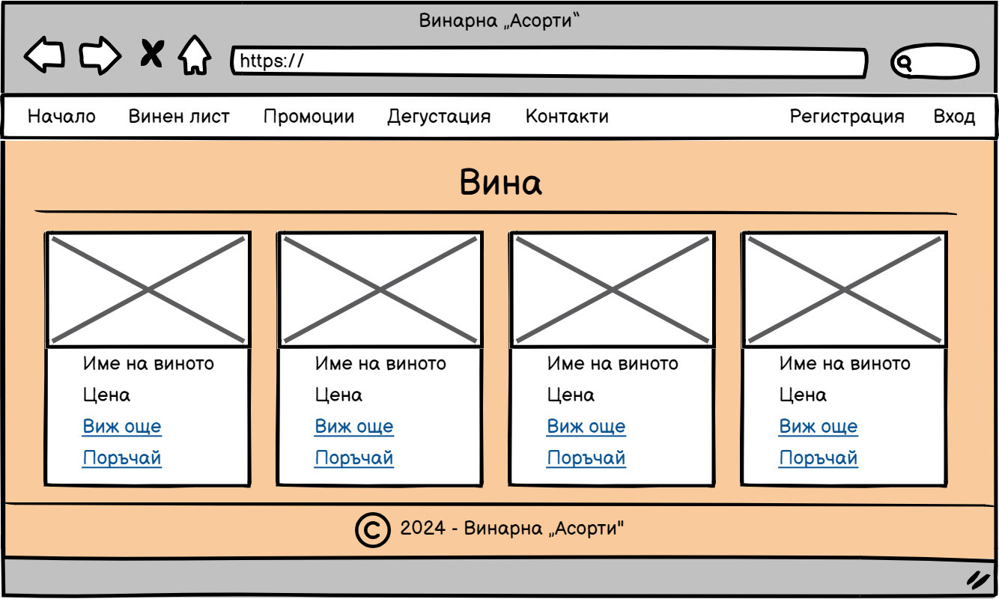 Винарна „Асорти“
https://
Начало Винен лист Промоции Дегустация Контакти Регистрация Вход
Вина
Име на виното Име на виното Име на виното Име на виното
Цена Цена Цена Цена
Виж още Виж още Виж още Виж още
Поръчай Поръчай Поръчай Поръчай
© 2024 - Винарна „Асорти"